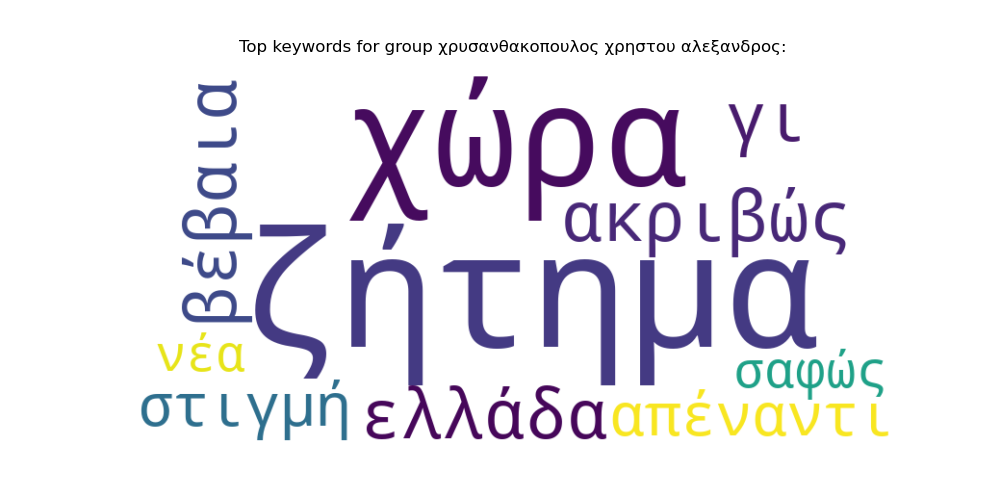 Top keywords for group χρυσανθακοπουλος χρηστου αλεξανδρος:
βέβαια
χώρα
γι
ακριβώς
ζήτημα
νέα
σαφώς
στιγμή
ελλάδα
απέναντι